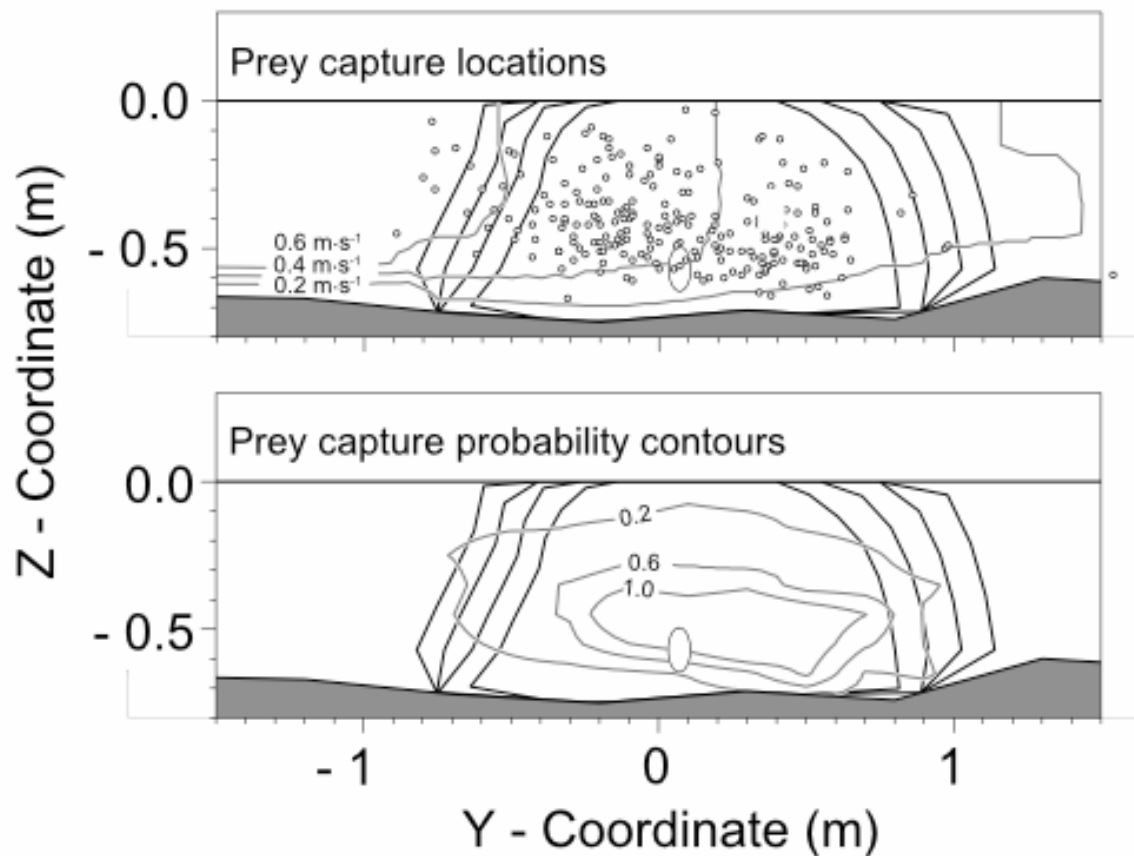 Prey capture locations
0.0
- 0.5
0.6 m·s-1
0.4 m·s-1
0.2 m·s-1
Prey capture probability contours
0.0
0.2
0.6
1.0
- 0.5
- 1
0
1
Z - Coordinate (m)
Y - Coordinate (m)